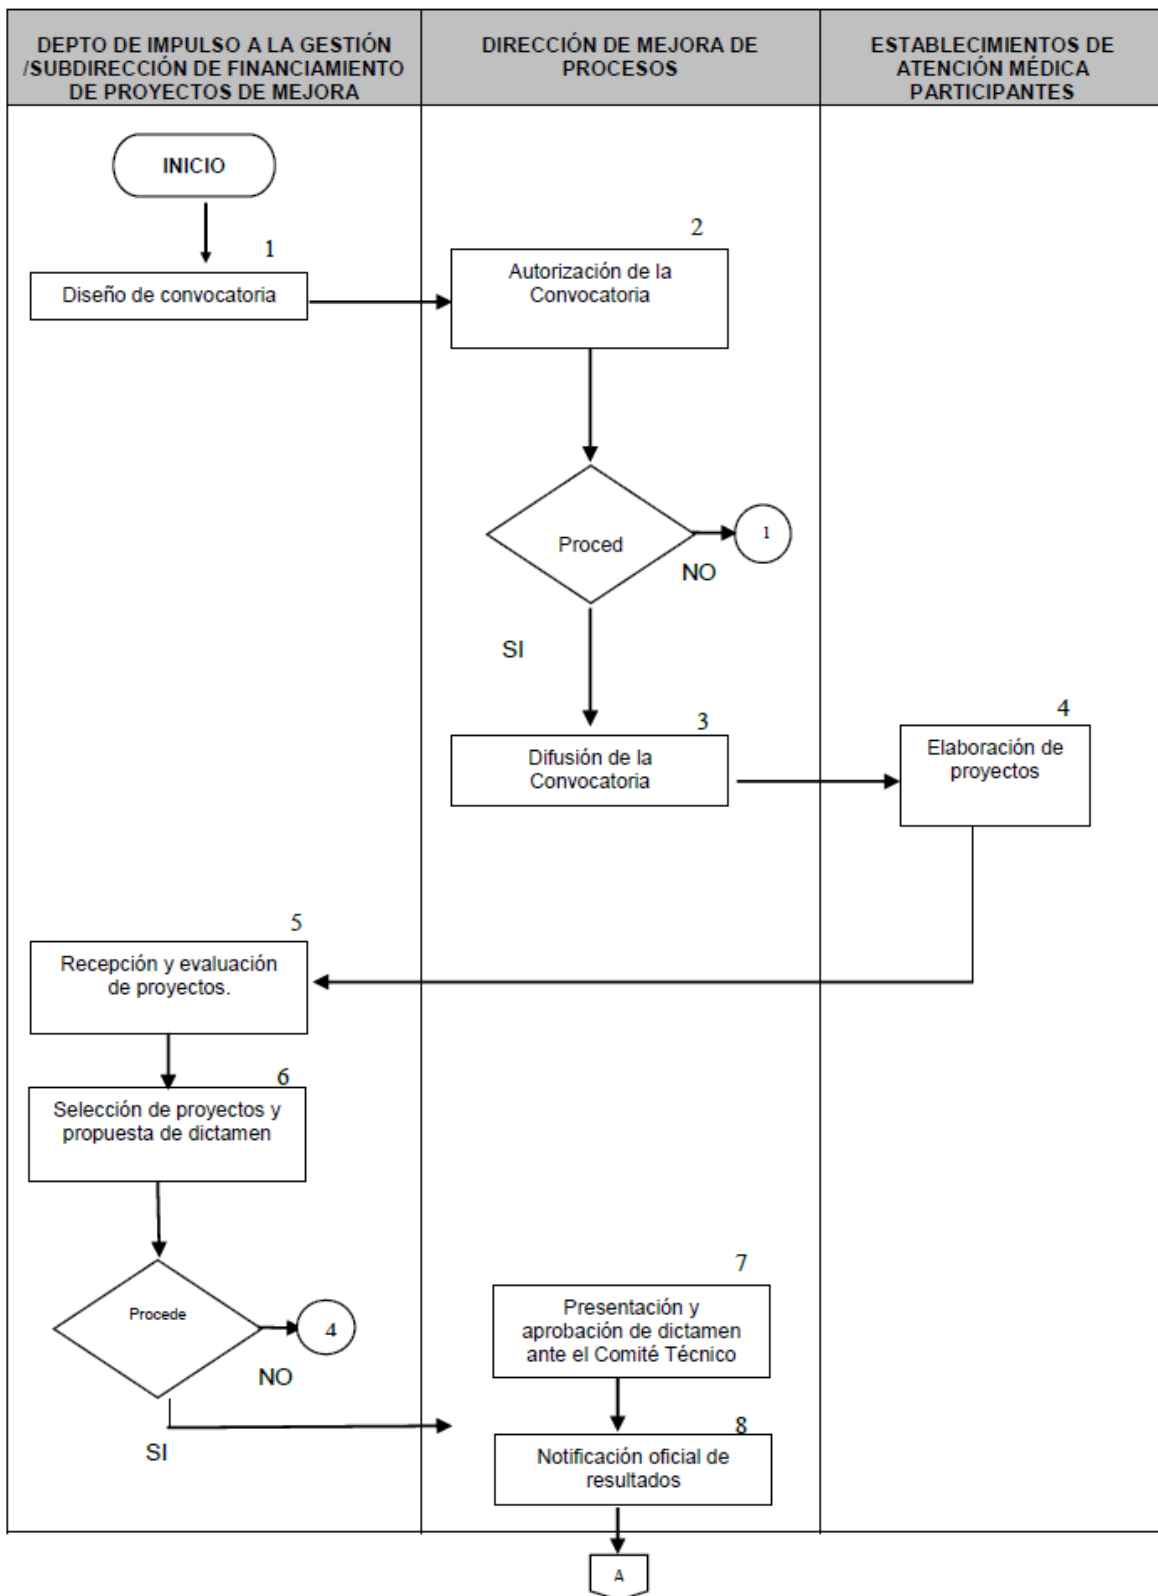 DEPTO DE IMPULSO A LA GESTIÓN
/SUBDIRECCIÓN DE FINANCIAMIENTO
DE PROYECTOS DE MEJORA
DIRECCIÓN DE MEJORA DE
PROCESOS
ESTABLECIMIENTOS DE
ATENCIÓN MÉDICA
PARTICIPANTES
INICIO
1
Diseño de convocatoria
2
Autorización de la
Convocatoria
Proced
1
NO
SI
3
Difusión de la
Convocatoria
4
Elaboración de
proyectos
5
Recepción y evaluación
de proyectos.
6
Selección de proyectos y
propuesta de dictamen
Procede
4
NO
SI
7
Presentación y
aprobación de dictamen
ante el Comité Técnico
8
Notificación oficial de
resultados
A